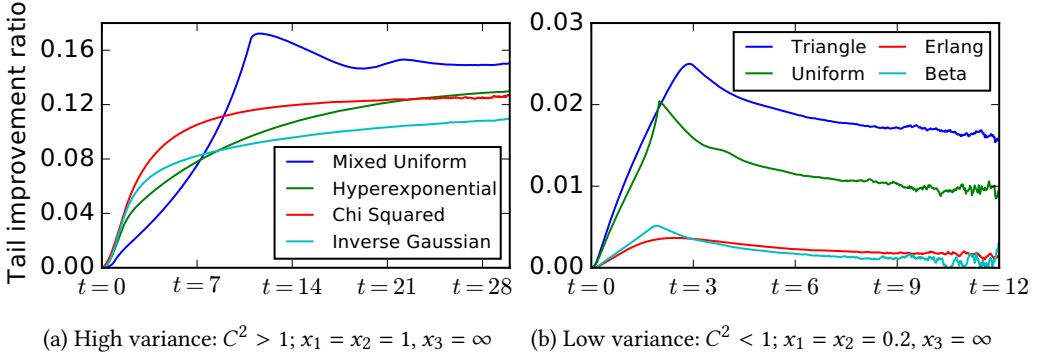 Tail improvement ratio
0.16
0.12
0.08
0.04
0.00
t = 0
t = 7
t = 14
t = 21
t = 28
Mixed Uniform
Hyperexponential
Chi Squared
Inverse Gaussian
(a) High variance: C² > 1; x₁ = x₂ = 1, x₃ = ∞
0.03
0.02
0.01
0.00
t = 0
t = 3
t = 6
t = 9
t = 12
Triangle
Uniform
Erlang
Beta
(b) Low variance: C² < 1; x₁ = x₂ = 0.2, x₃ = ∞